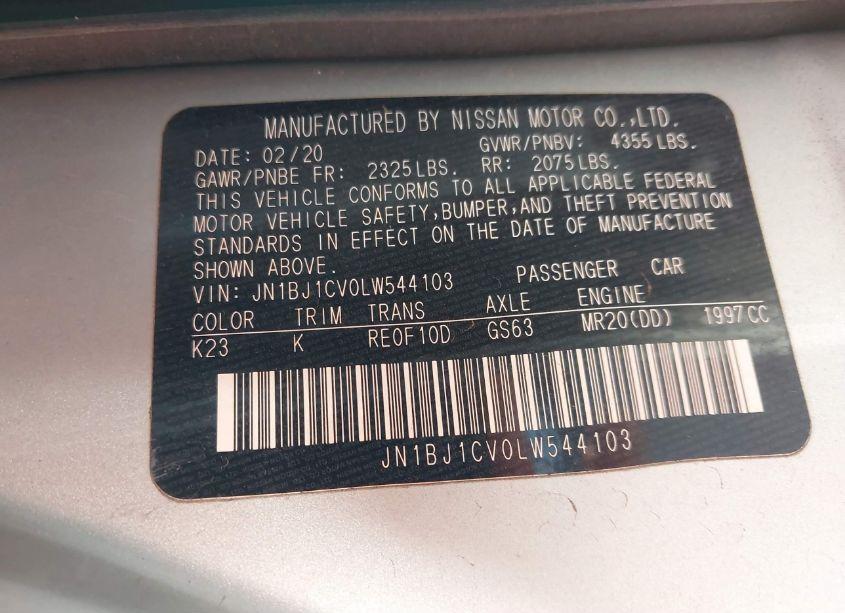 MANUFACTURED BY NISSAN MOTOR CO.,LTD.
DATE: 02/20 GVWR/PNBV: 4355 LBS.
GAWR/PNBE FR: 2325 LBS. RR: 2075 LBS.
THIS VEHICLE CONFORMS TO ALL APPLICABLE FEDERAL
MOTOR VEHICLE SAFETY,BUMPER,AND THEFT PREVENTION
STANDARDS IN EFFECT ON THE DATE OF MANUFACTURE
SHOWN ABOVE.
VIN: JN1BJ1CV0LW544103 PASSENGER CAR
COLOR TRIM TRANS AXLE ENGINE
K23 K RE0F10D GS63 MR20(DD) 1997 CC
JN1BJ1CV0LW544103